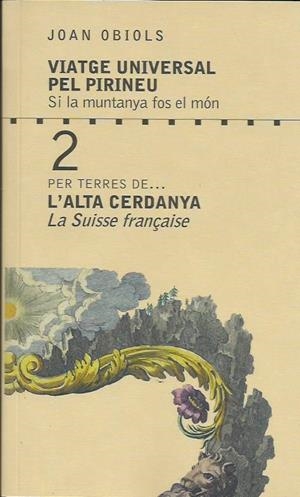 JOAN OBIOLS
VIATGE UNIVERSAL
PEL PIRINEU
Si la muntanya fos el món
2
PER TERRES DE...
L'ALTA CERDANYA
La Suisse française